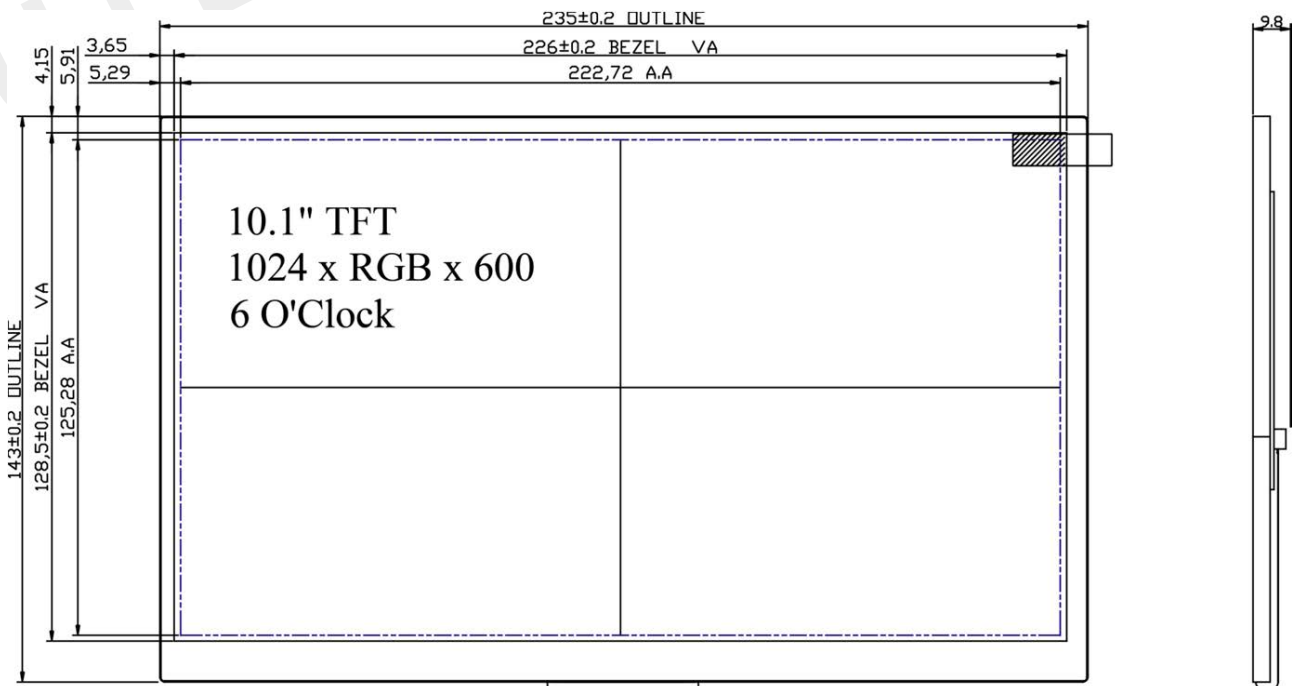 235±0.2 OUTLINE
9.8
226±0.2 BEZEL VA
3,65
222,72 A.A
5,29
4,15
5,91
10.1" TFT
1024 x RGB x 600
6 O'Clock
143±0.2 OUTLINE
128,5±0.2 BEZEL VA
125,28 A.A